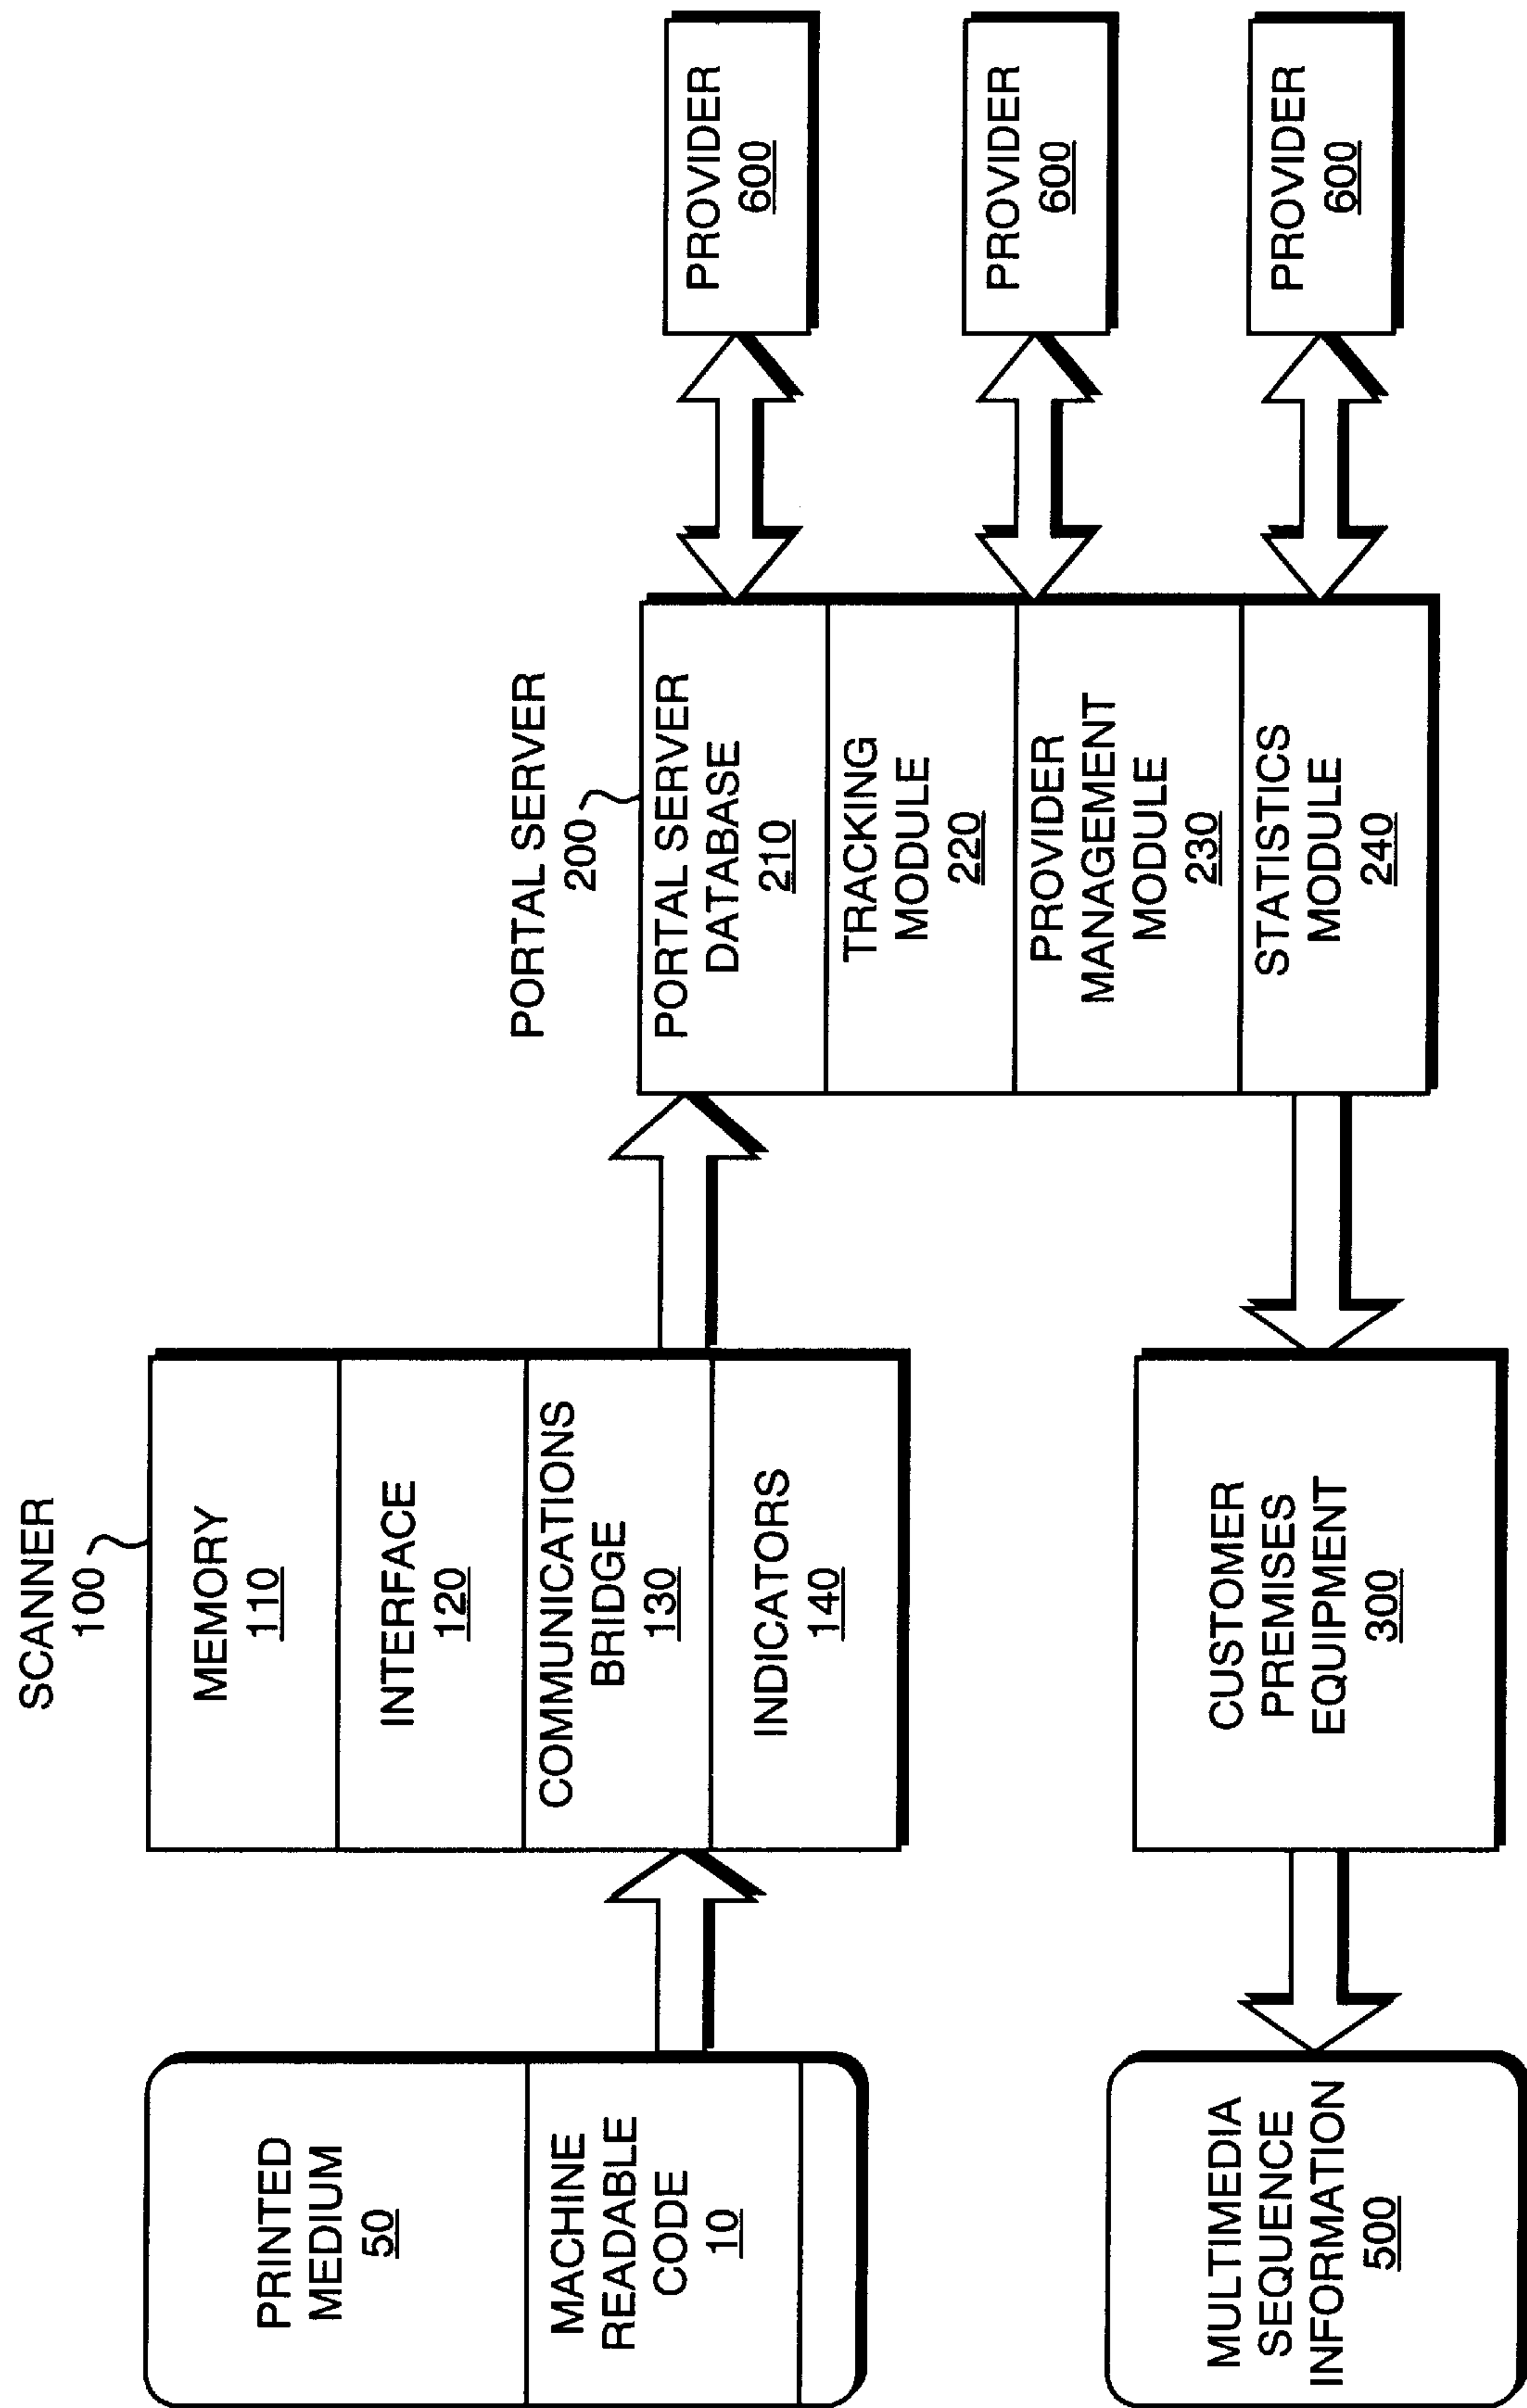 PRINTED
MEDIUM
50
MACHINE
READABLE
CODE
10
SCANNER
100
MEMORY
110
INTERFACE
120
COMMUNICATIONS
BRIDGE
130
INDICATORS
140
PORTAL SERVER
200
PORTAL SERVER
DATABASE
210
TRACKING
MODULE
220
PROVIDER
MANAGEMENT
MODULE
230
STATISTICS
MODULE
240
PROVIDER
600
PROVIDER
600
PROVIDER
600
MULTIMEDIA
SEQUENCE
INFORMATION
500
CUSTOMER
PREMISES
EQUIPMENT
300